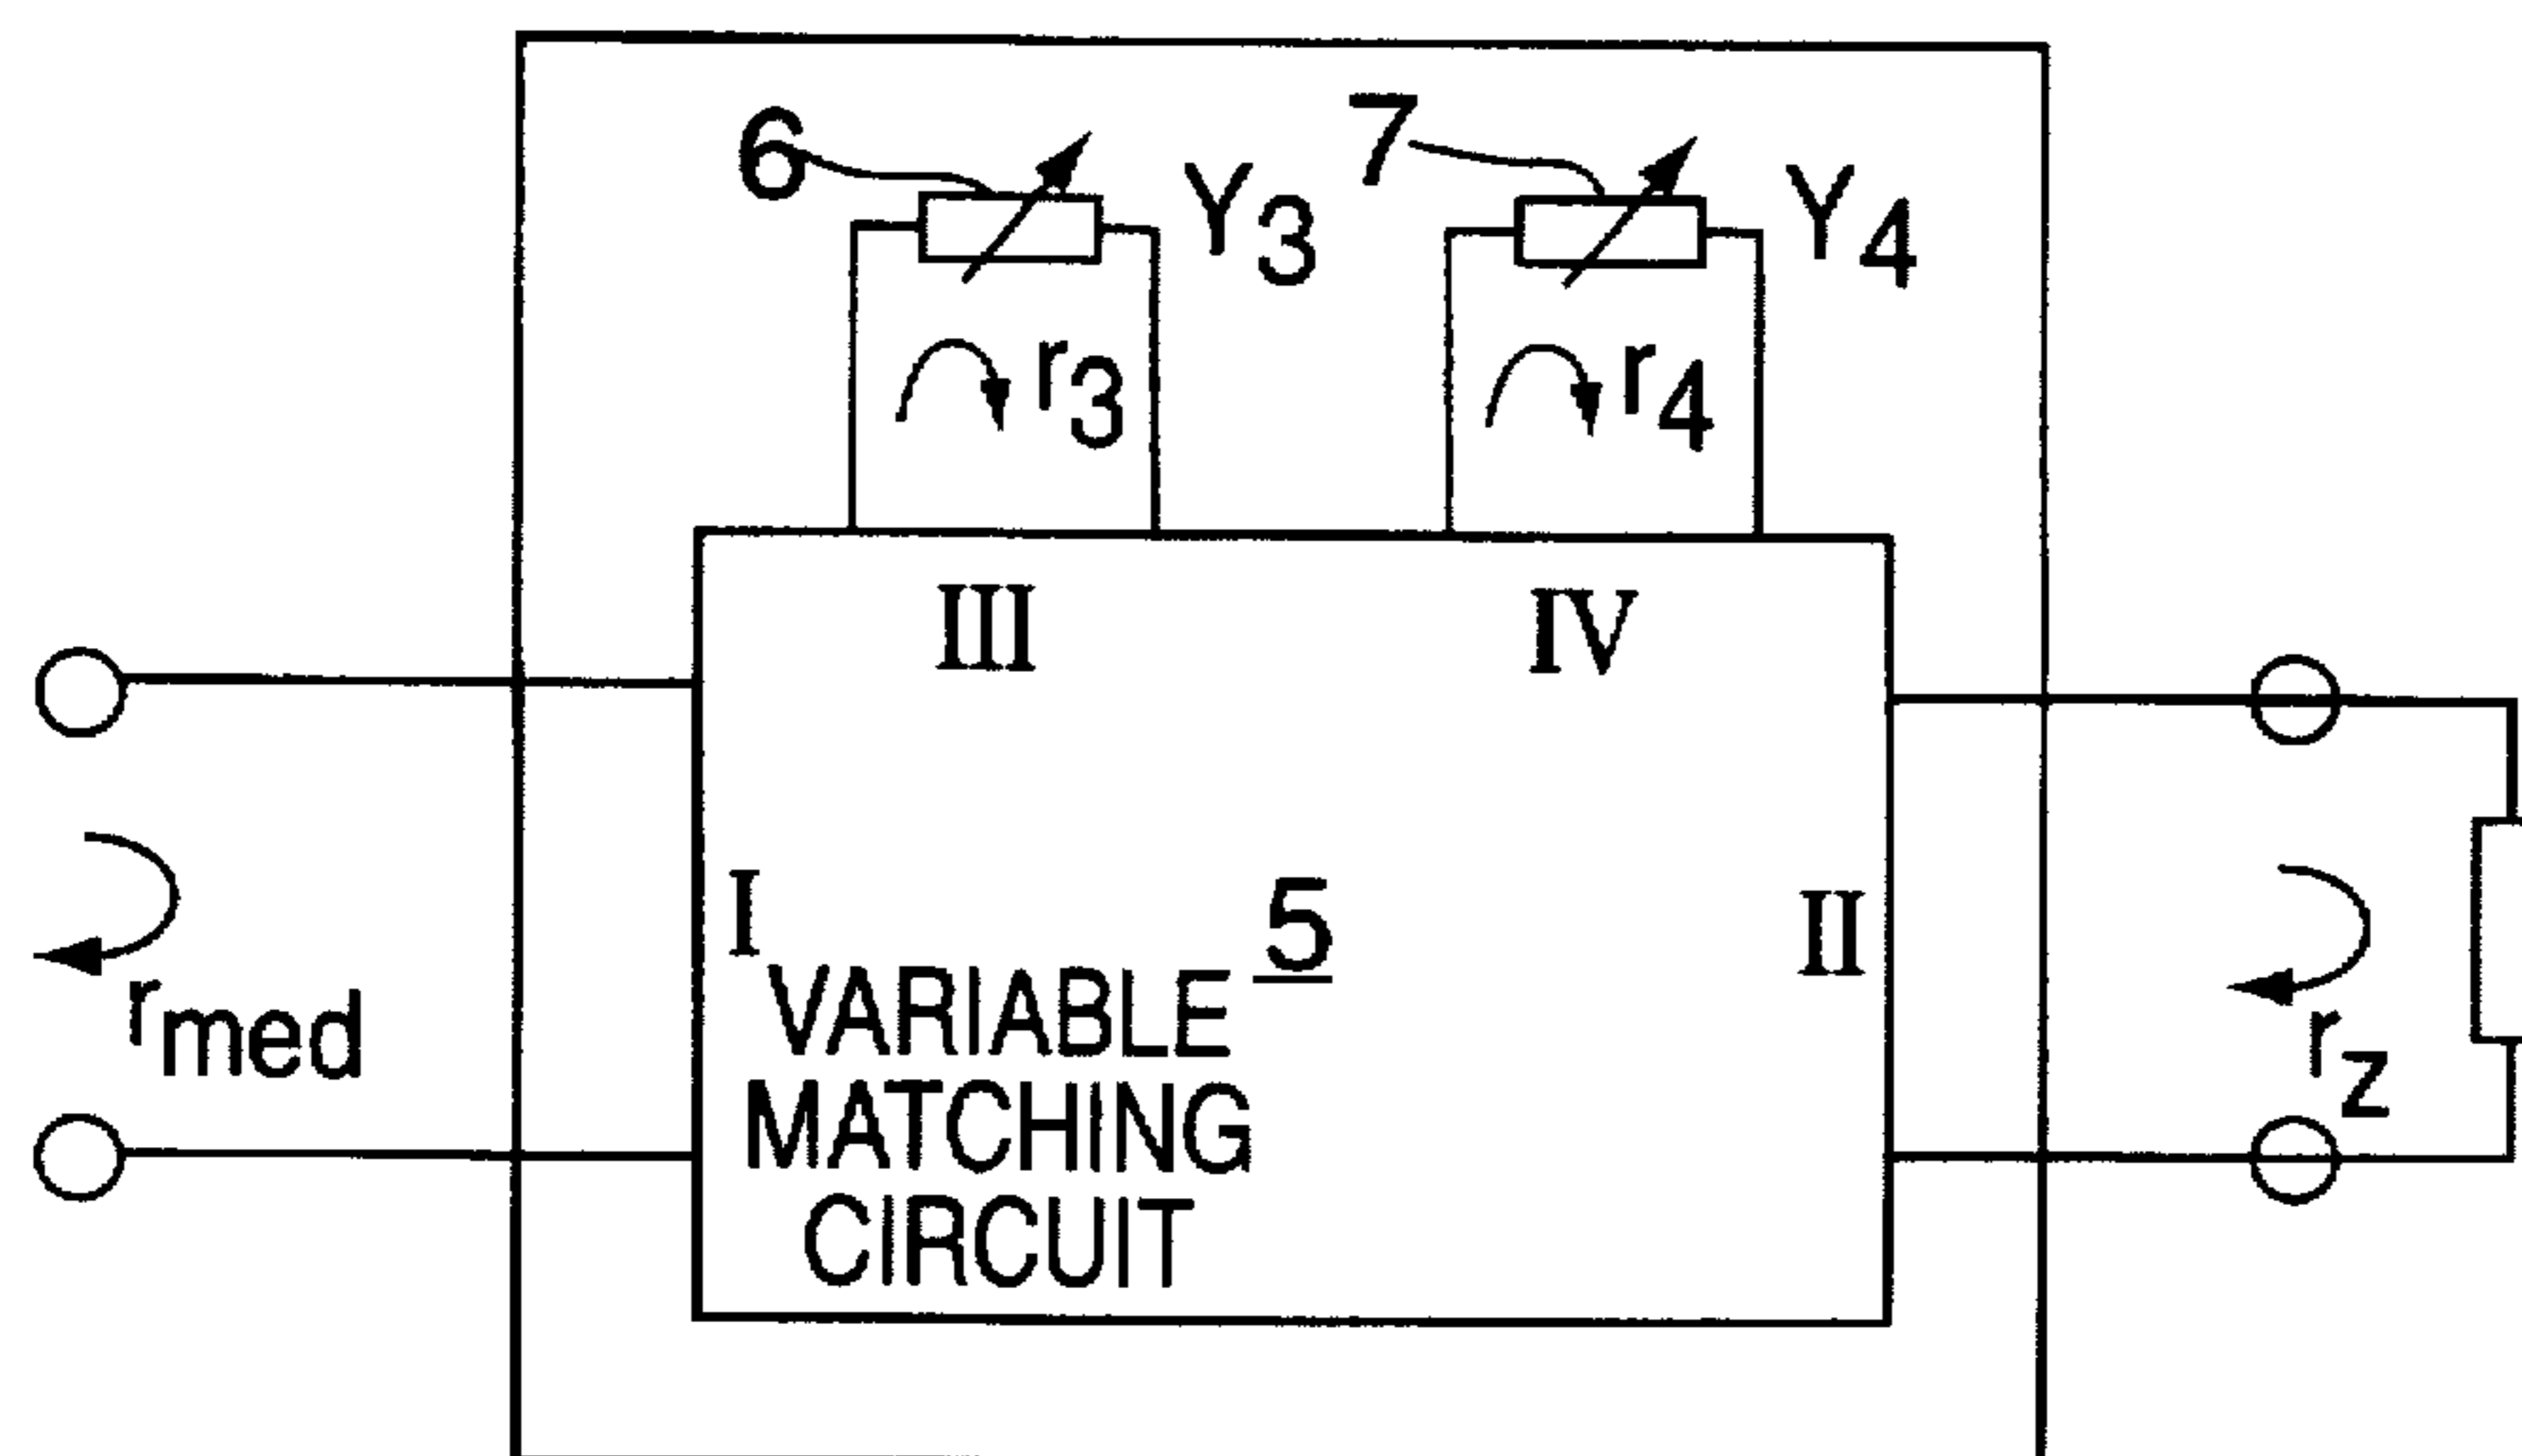 6 Y3 7 Y4
r3 r4
III IV
I 5 II
VARIABLE
MATCHING
CIRCUIT
rmed
rz